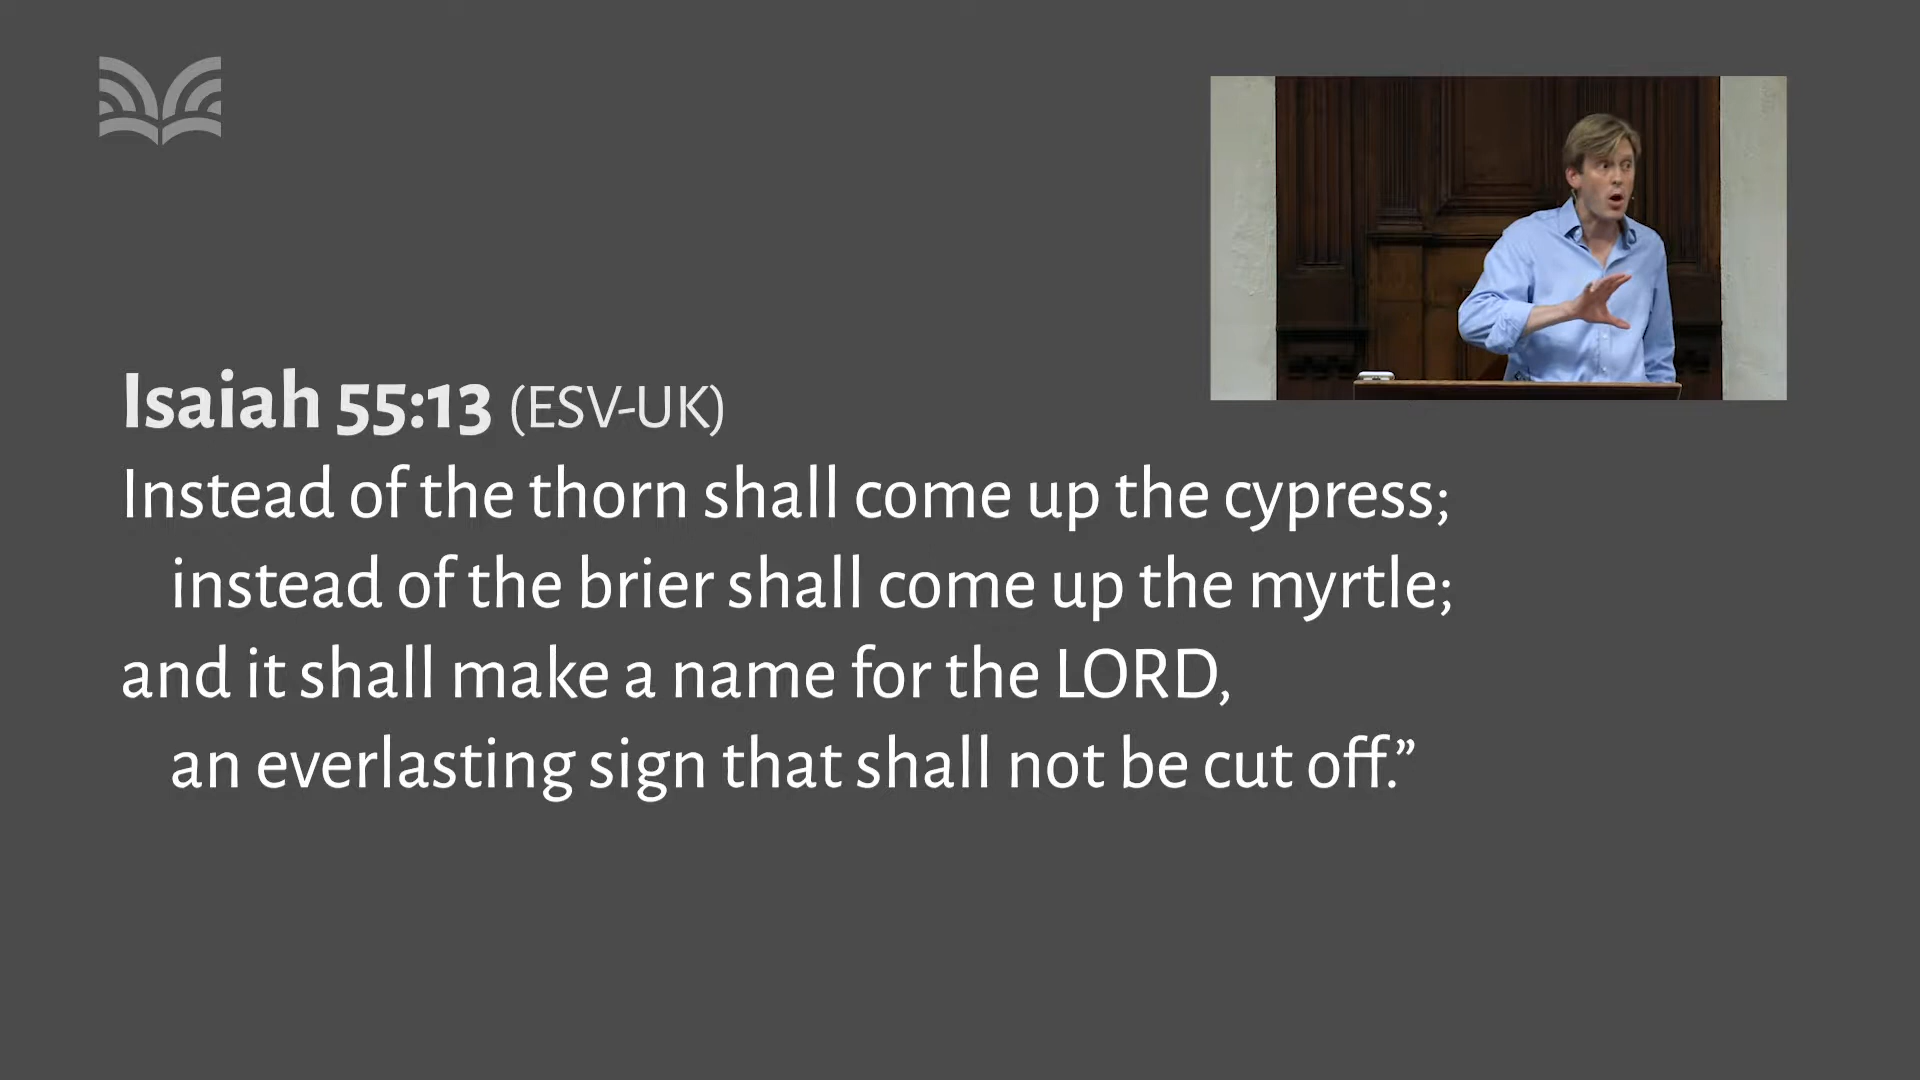 Isaiah 55:13 (ESV-UK)
Instead of the thorn shall come up the cypress;
instead of the brier shall come up the myrtle;
and it shall make a name for the LORD,
an everlasting sign that shall not be cut off.”